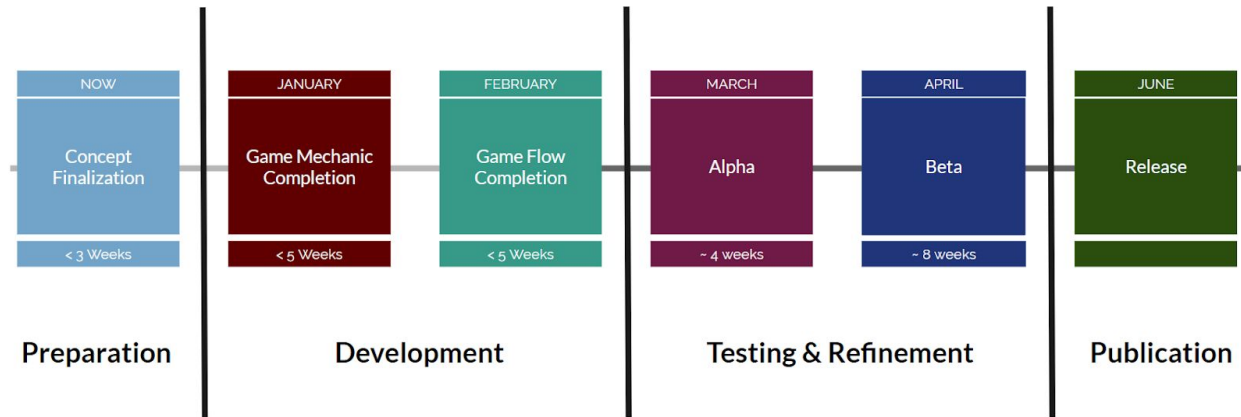 NOW
Concept
Finalization
< 3 Weeks
JANUARY
Game Mechanic
Completion
< 5 Weeks
FEBRUARY
Game Flow
Completion
< 5 Weeks
MARCH
Alpha
~ 4 weeks
APRIL
Beta
~ 8 weeks
JUNE
Release
Preparation
Development
Testing & Refinement
Publication